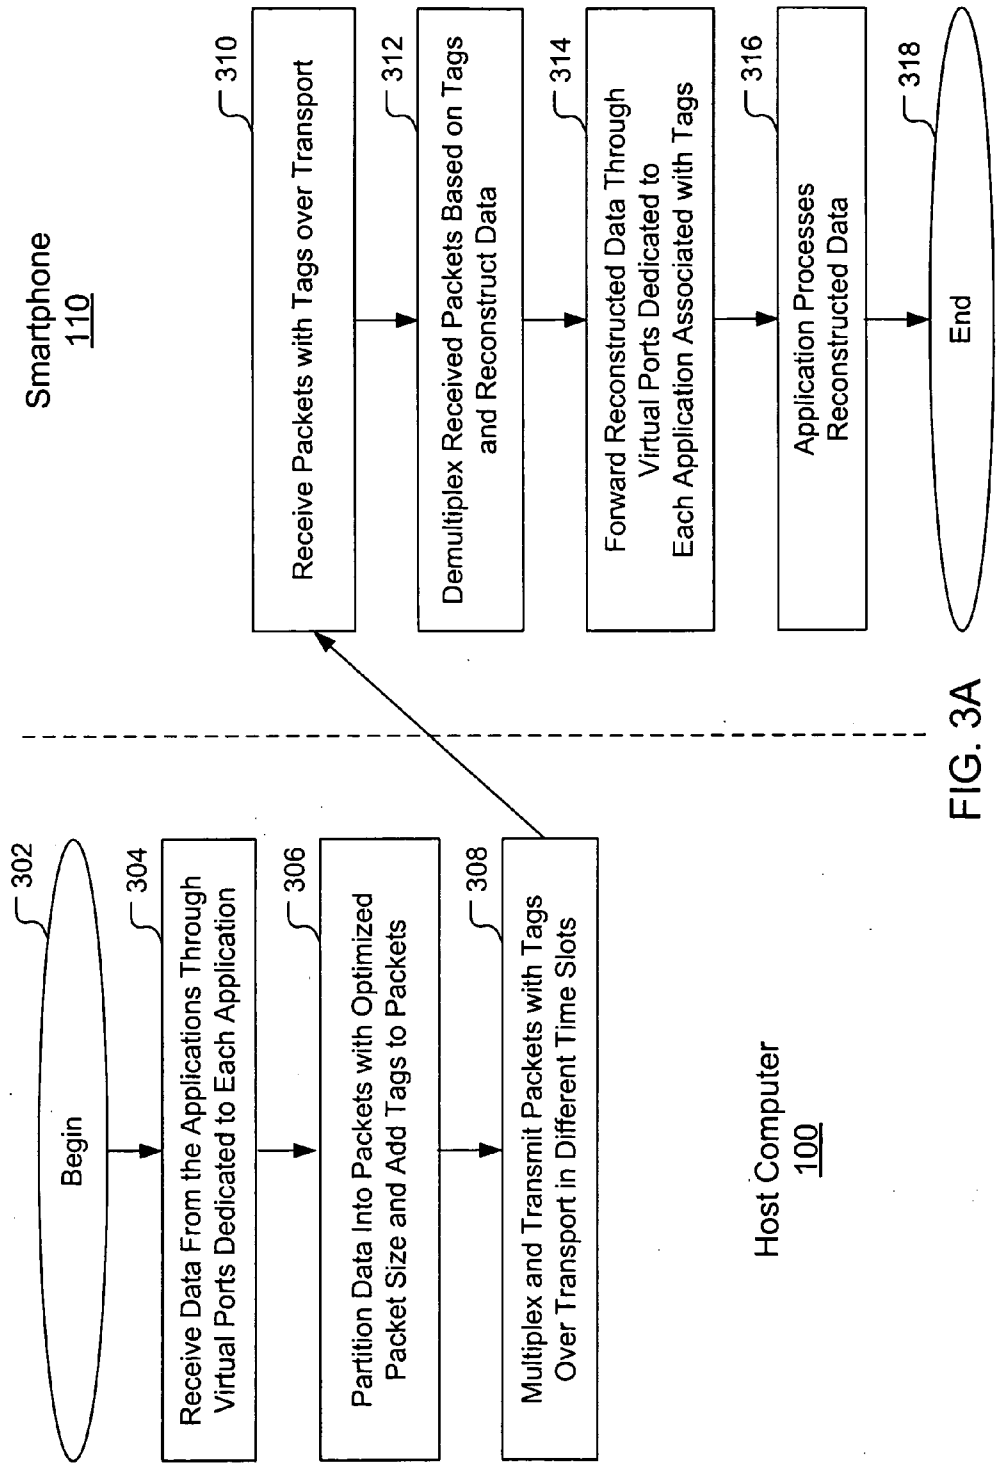 302
Begin
304
Receive Data From the Applications Through
Virtual Ports Dedicated to Each Application
306
Partition Data Into Packets with Optimized
Packet Size and Add Tags to Packets
308
Multiplex and Transmit Packets with Tags
Over Transport in Different Time Slots
Host Computer
100
Smartphone
110
310
Receive Packets with Tags over Transport
312
Demultiplex Received Packets Based on Tags
and Reconstruct Data
314
Forward Reconstructed Data Through
Virtual Ports Dedicated to
Each Application Associated with Tags
316
Application Processes
Reconstructed Data
318
End
FIG. 3A